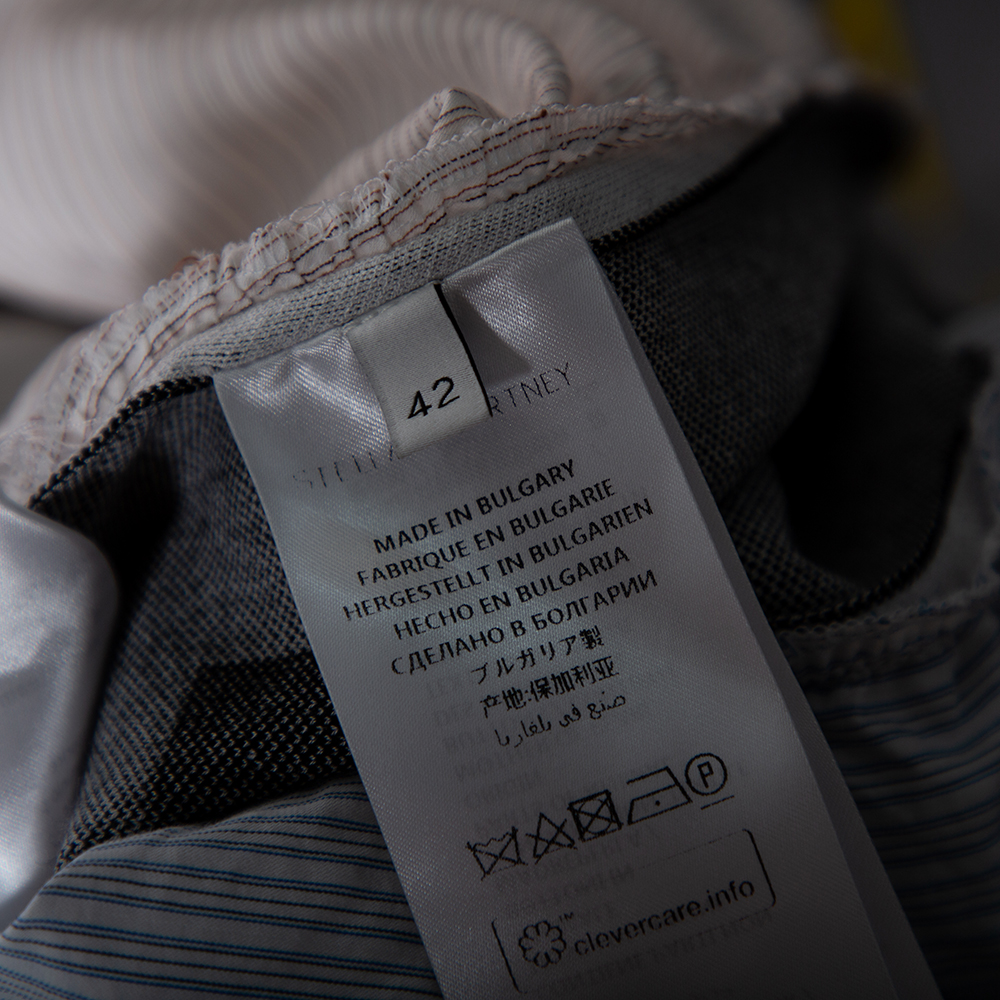 42
STELLA RTNEY
MADE IN BULGARY
FABRIQUE EN BULGARIE
HERGESTELLT IN BULGARIEN
HECHO EN BULGARIA
СДЕЛАНО В БОЛГАРИИ
ブルガリア製
产地:保加利亚
صنع في بلغاريا
P
clevercare.info